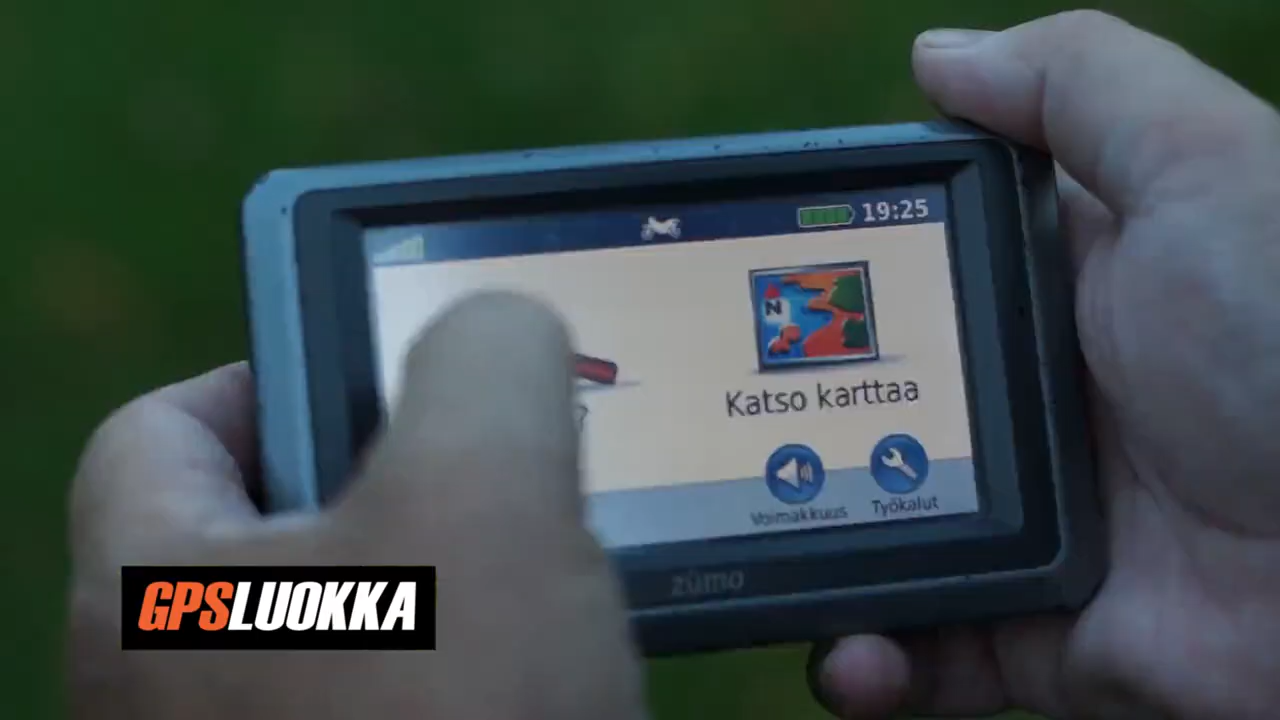 19:25
N
?
Katso karttaa
Voimakkuus
Työkalut
zūmo
GPSLUOKKA